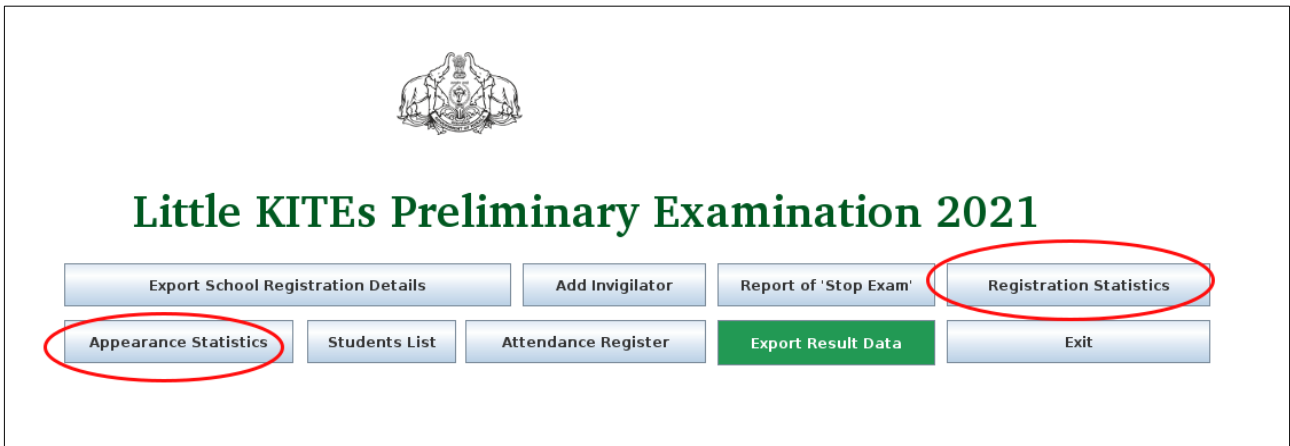 Little KITEs Preliminary Examination 2021
Export School Registration Details Add Invigilator Report of 'Stop Exam' Registration Statistics
Appearance Statistics Students List Attendance Register Export Result Data Exit